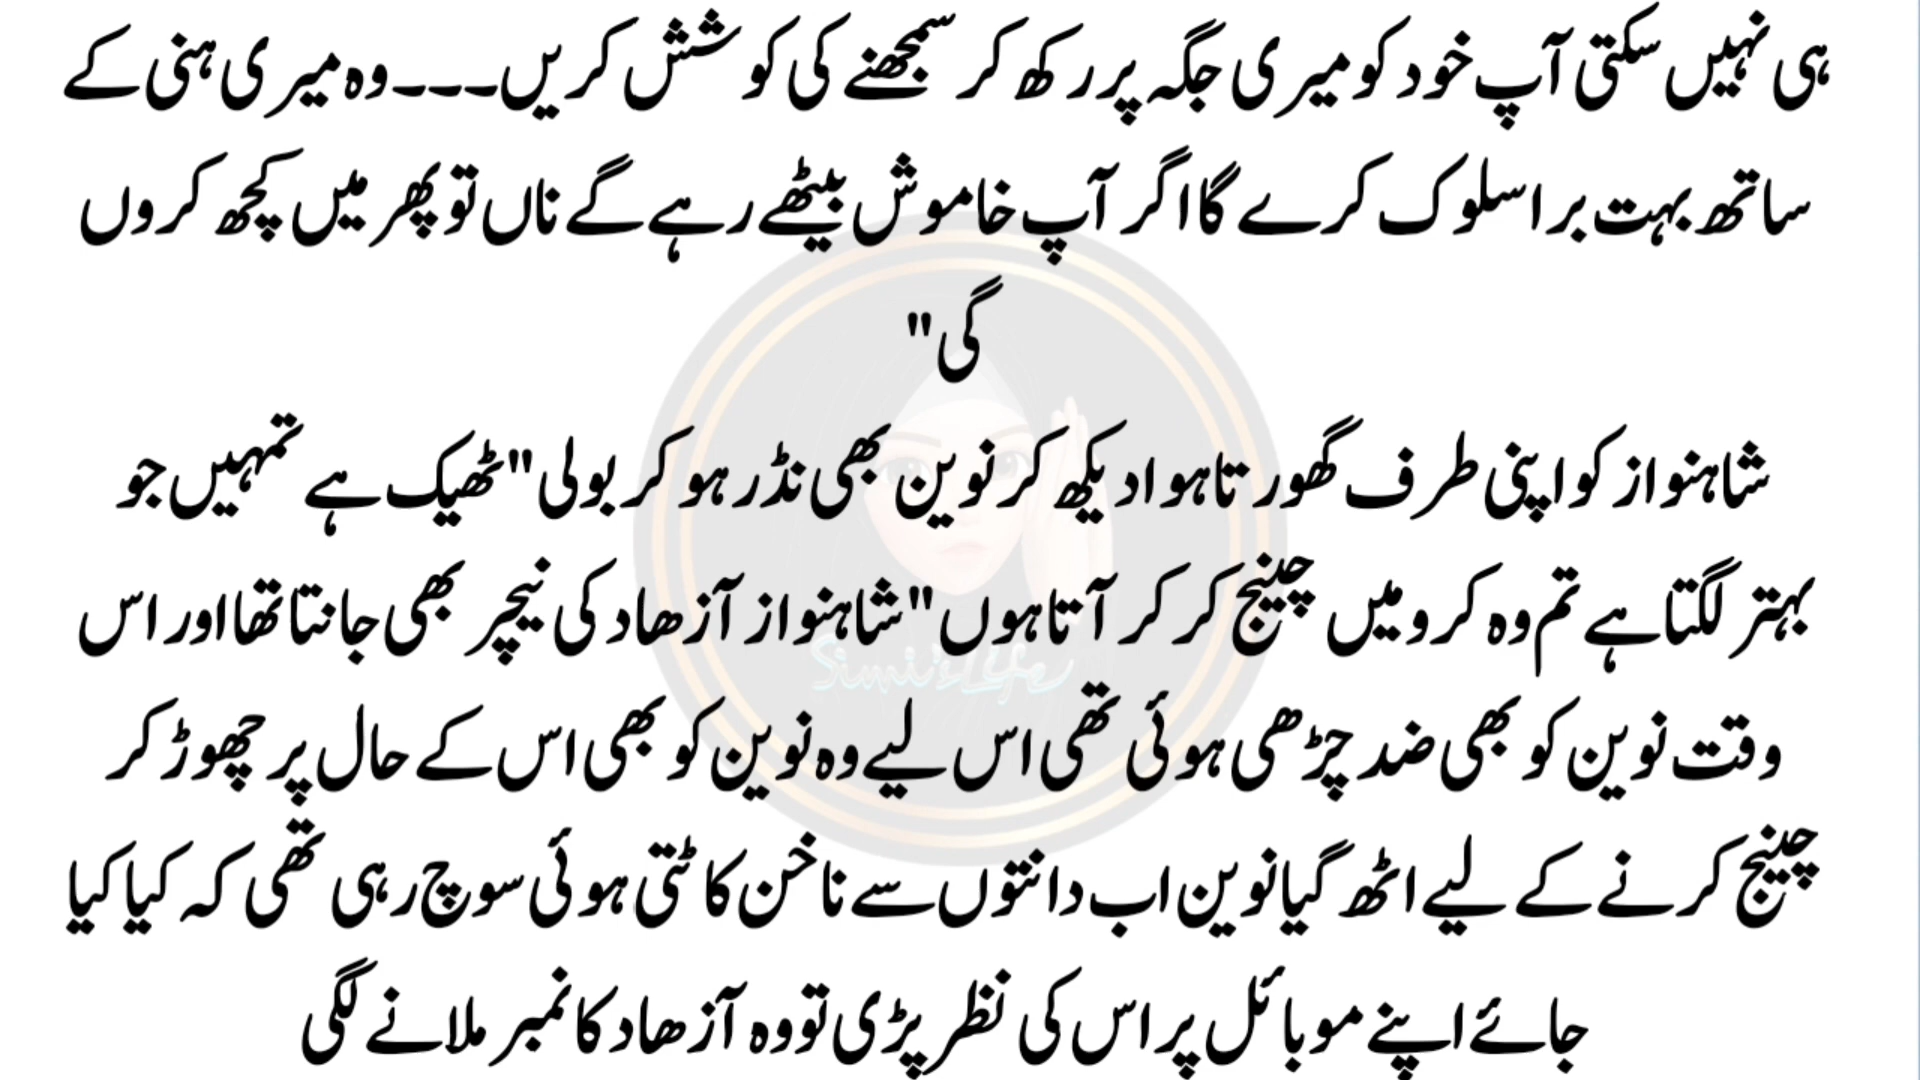 ہی نہیں سکتی آپ خود کو میری جگہ پر رکھ کر سمجھنے کی کوشش کریں۔۔۔ وہ میری ہنی کے
ساتھ بہت برا سلوک کرے گا اگر آپ خاموش بیٹھے رہے گے ناں تو پھر میں کچھ کروں
گی"
شاہنواز کو اپنی طرف گھورتا ہوا دیکھ کر نوین بھی نڈر ہو کر بولی "ٹھیک ہے تمہیں جو
بہتر لگتا ہے تم وہ کرو میں چینج کر کر آتا ہوں" شاہنواز آزھاد کی نیچر بھی جانتا تھا اور اس
وقت نوین کو بھی ضد چڑھی ہوئی تھی اس لیے وہ نوین کو بھی اس کے حال پر چھوڑ کر
چینج کرنے کے لیے اٹھ گیا نوین اب دانتوں سے ناخن کاٹتی ہوئی سوچ رہی تھی کہ کیا کیا
جائے اپنے موبائل پر اس کی نظر پڑی تو وہ آزھاد کا نمبر ملانے لگی
Simi's Life